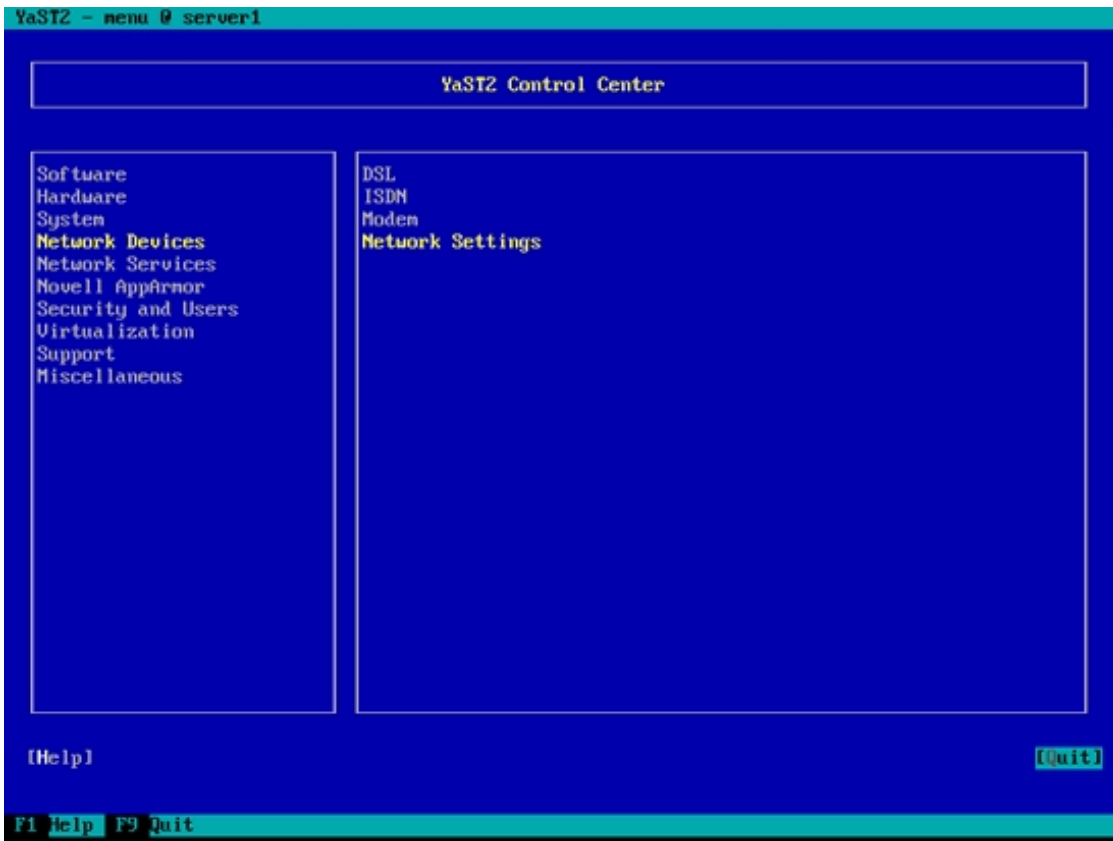 YaST2 - menu @ server1
YaST2 Control Center
Software
Hardware
System
Network Devices
Network Services
Novell AppArmor
Security and Users
Virtualization
Support
Miscellaneous
DSL
ISDN
Modem
Network Settings
[Help]
[Quit]
F1 Help F9 Quit